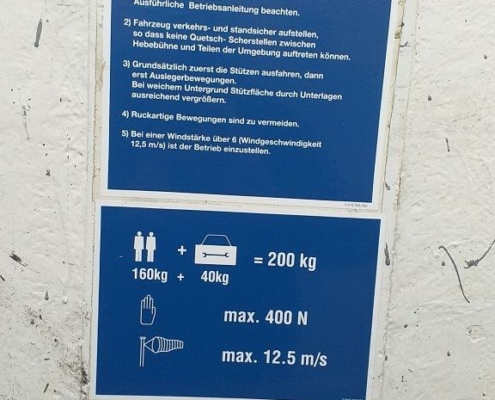 Ausführliche Betriebsanleitung beachten.
2) Fahrzeug verkehrs- und standsicher aufstellen,
so dass keine Quetsch- Scherstellen zwischen
Hebebühne und Teilen der Umgebung auftreten können.
3) Grundsätzlich zuerst die Stützen ausfahren, dann
erst Auslegerbewegungen.
Bei weichem Untergrund Stützfläche durch Unterlagen
ausreichend vergrößern.
4) Ruckartige Bewegungen sind zu vermeiden.
5) Bei einer Windstärke über 6 (Windgeschwindigkeit
12,5 m/s) ist der Betrieb einzustellen.
+ = 200 kg
160kg + 40kg
max. 400 N
max. 12.5 m/s